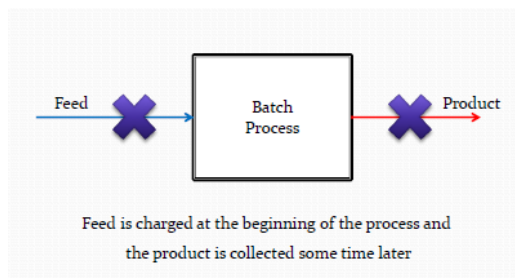 Feed
Batch
Process
Product
Feed is charged at the beginning of the process and
the product is collected some time later